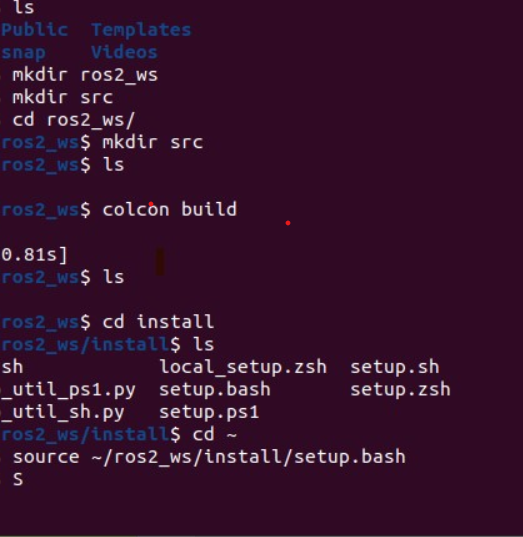 ls
Public Templates
snap Videos
mkdir ros2_ws
mkdir src
cd ros2_ws/
ros2_ws$ mkdir src
ros2_ws$ ls
ros2_ws$ colcon build
0.81s]
ros2_ws$ ls
ros2_ws$ cd install
ros2_ws/install$ ls
sh local_setup.zsh setup.sh
_util_ps1.py setup.bash setup.zsh
_util_sh.py setup.ps1
ros2_ws/install$ cd ~
source ~/ros2_ws/install/setup.bash
S